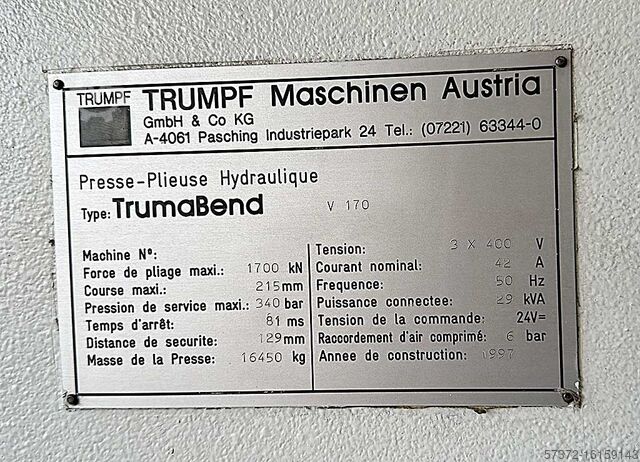 TRUMPF
TRUMPF Maschinen Austria
GmbH & Co KG
A-4061 Pasching Industriepark 24 Tel.: (07221) 63344-0
Presse-Plieuse Hydraulique
Type: TrumaBend V 170
Machine N°:
Force de pliage maxi.: 1700 kN
Course maxi.: 215 mm
Pression de service maxi.: 340 bar
Temps d'arrêt: 81 ms
Distance de securite: 129 mm
Masse de la Presse: 16450 kg
Tension: 3 X 400 V
Courant nominal: 42 A
Frequence: 50 Hz
Puissance connectee: 29 kVA
Tension de la commande: 24V=
Raccordement d'air comprimé: 6 bar
Annee de construction: 1997
57372-16159143